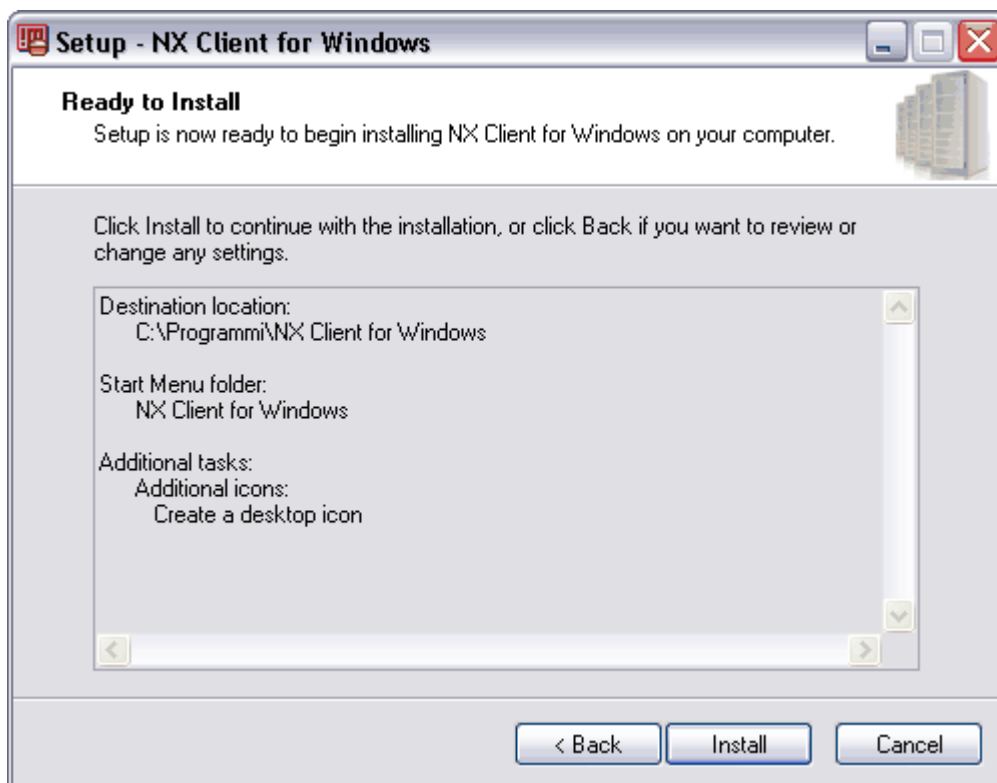 Setup - NX Client for Windows
Ready to Install
Setup is now ready to begin installing NX Client for Windows on your computer.
Click Install to continue with the installation, or click Back if you want to review or
change any settings.
Destination location:
C:\Programmi\NX Client for Windows
Start Menu folder:
NX Client for Windows
Additional tasks:
Additional icons:
Create a desktop icon
< Back
Install
Cancel